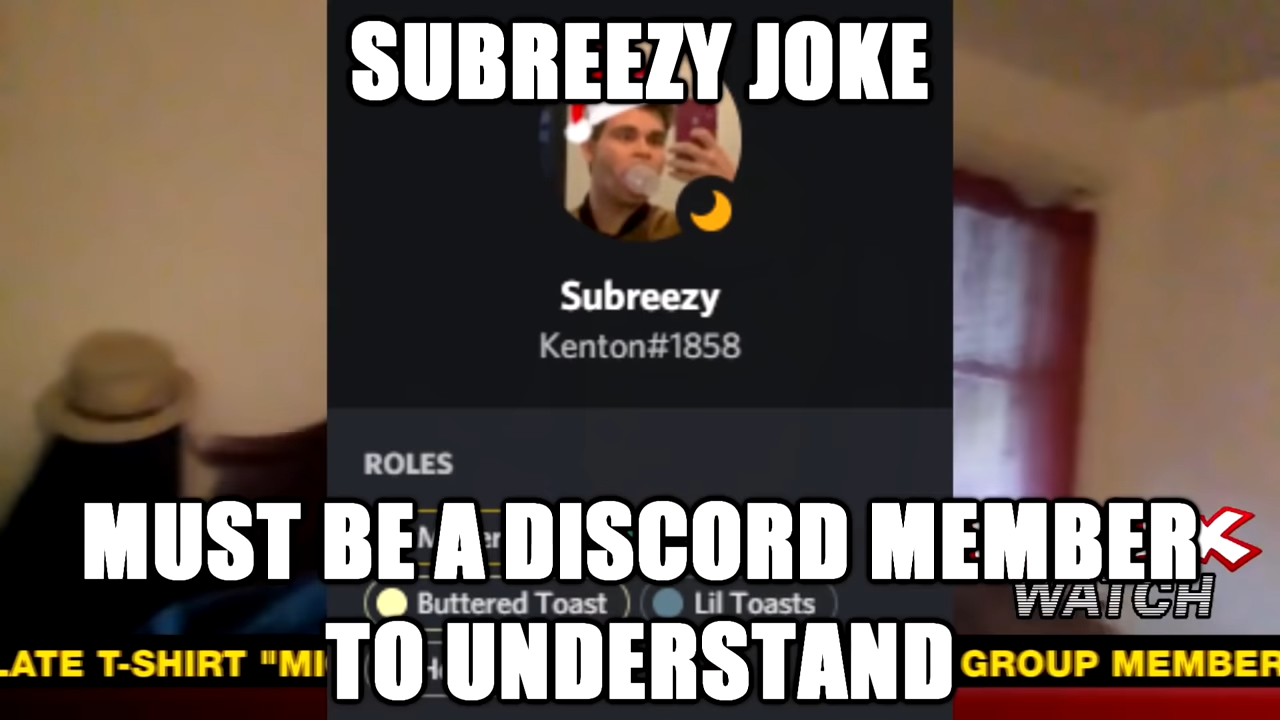 SUBREEZY JOKE
Subreezy
Kenton#1858
ROLES
MUST BE A DISCORD MEMBER
WATCH
Buttered Toast
Lil Toasts
TO UNDERSTAND
LATE T-SHIRT "MI
GROUP MEMBER